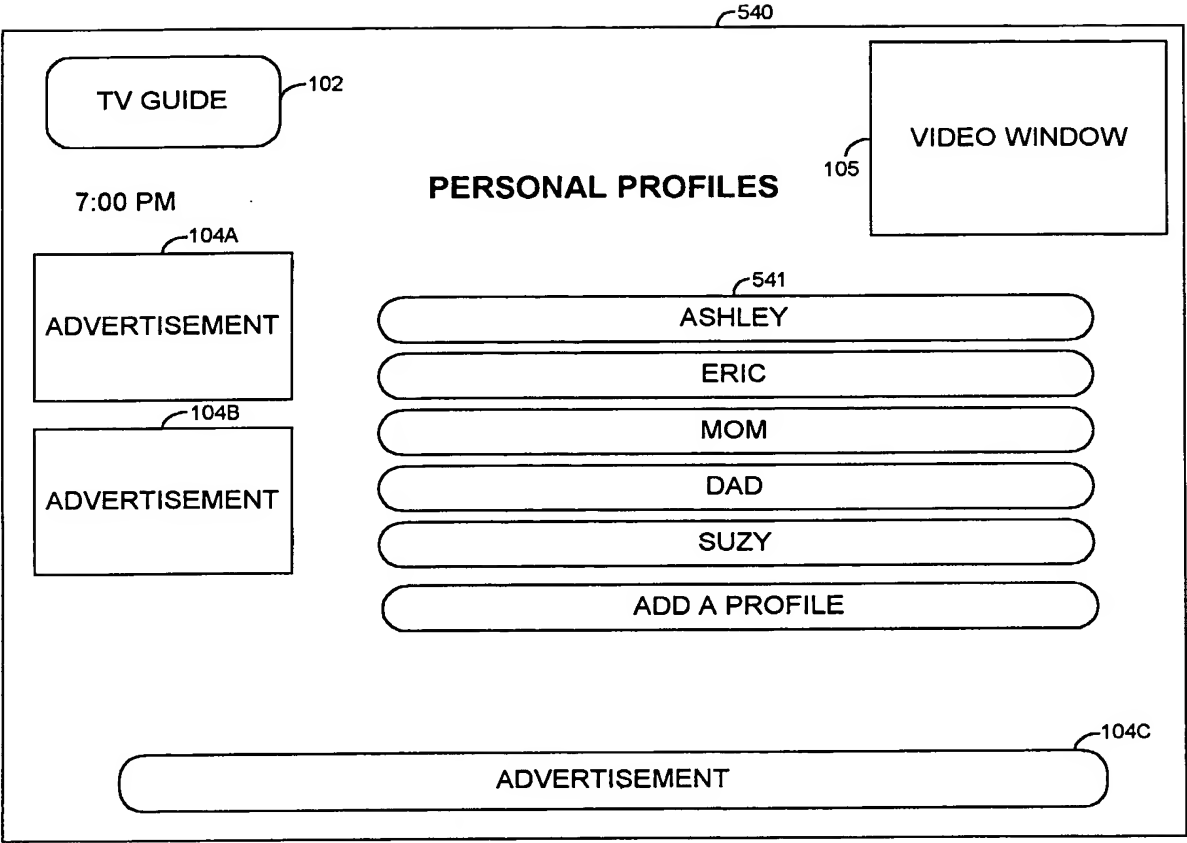 540
TV GUIDE
102
VIDEO WINDOW
105
PERSONAL PROFILES
7:00 PM
104A
ADVERTISEMENT
104B
ADVERTISEMENT
541
ASHLEY
ERIC
MOM
DAD
SUZY
ADD A PROFILE
104C
ADVERTISEMENT